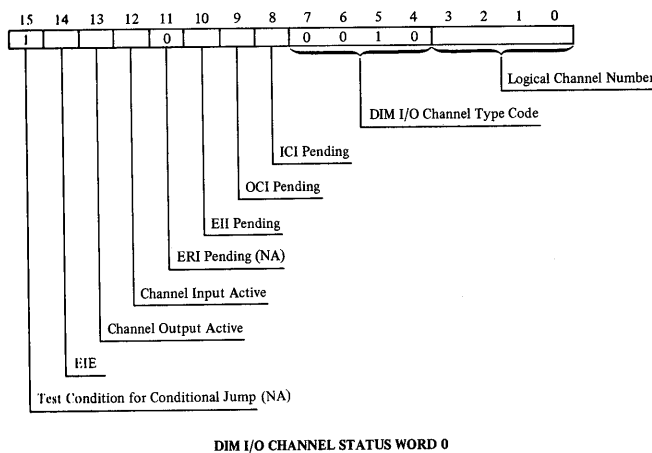 15 14 13 12 11 10 9 8 7 6 5 4 3 2 1 0
1 0 0 0 1 0
Logical Channel Number
DIM I/O Channel Type Code
ICI Pending
OCI Pending
EII Pending
ERI Pending (NA)
Channel Input Active
Channel Output Active
EIE
Test Condition for Conditional Jump (NA)
DIM I/O CHANNEL STATUS WORD 0